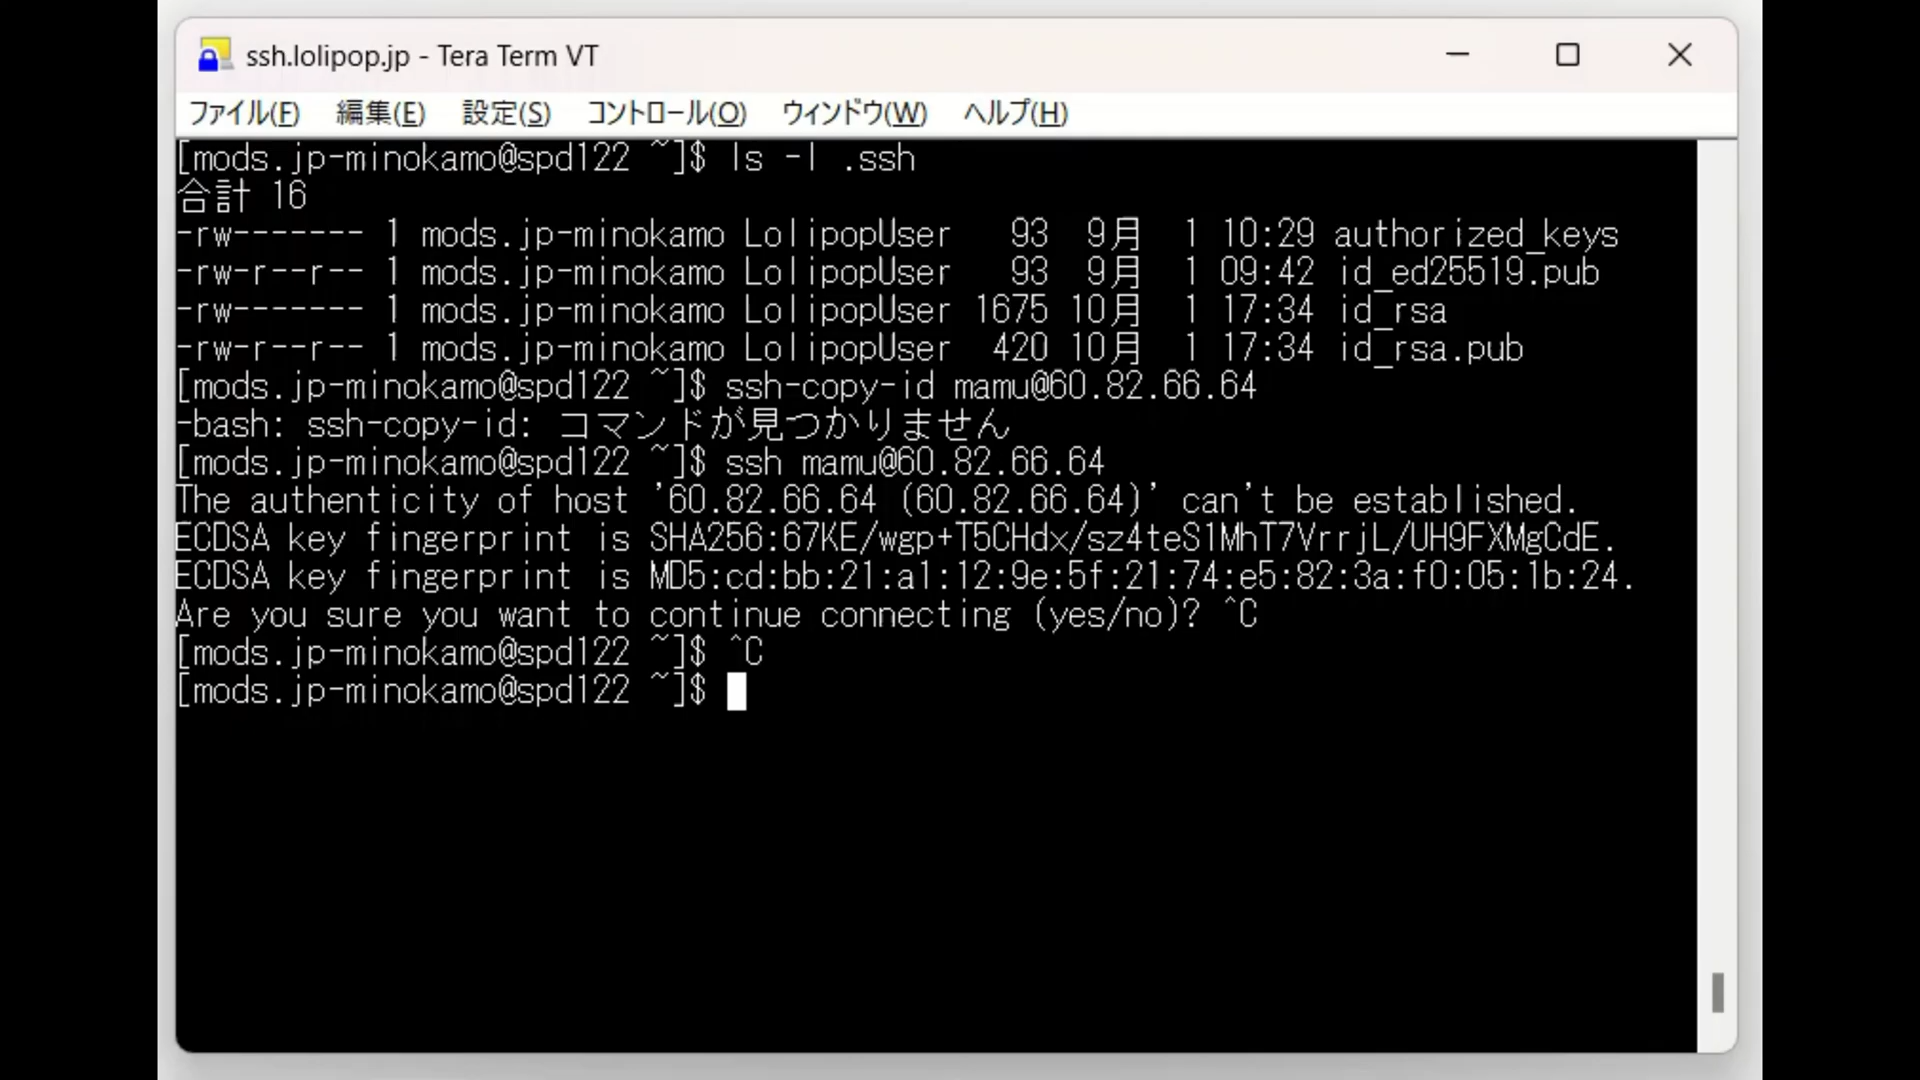 ssh.lolipop.jp - Tera Term VT
ファイル(F) 編集(E) 設定(S) コントロール(O) ウィンドウ(W) ヘルプ(H)
[mods.jp-minokamo@spd122 ~]$ ls -l .ssh
合計 16
-rw------- 1 mods.jp-minokamo LolipopUser   93  9月  1 10:29 authorized_keys
-rw-r--r-- 1 mods.jp-minokamo LolipopUser   93  9月  1 09:42 id_ed25519.pub
-rw------- 1 mods.jp-minokamo LolipopUser 1675 10月  1 17:34 id_rsa
-rw-r--r-- 1 mods.jp-minokamo LolipopUser  420 10月  1 17:34 id_rsa.pub
[mods.jp-minokamo@spd122 ~]$ ssh-copy-id mamu@60.82.66.64
-bash: ssh-copy-id: コマンドが見つかりません
[mods.jp-minokamo@spd122 ~]$ ssh mamu@60.82.66.64
The authenticity of host '60.82.66.64 (60.82.66.64)' can't be established.
ECDSA key fingerprint is SHA256:67KE/wgp+T5CHdx/sz4teS1MhT7VrrjL/UH9FXMgCdE.
ECDSA key fingerprint is MD5:cd:bb:21:a1:12:9e:5f:21:74:e5:82:3a:f0:05:1b:24.
Are you sure you want to continue connecting (yes/no)? ^C
[mods.jp-minokamo@spd122 ~]$ ^C
[mods.jp-minokamo@spd122 ~]$